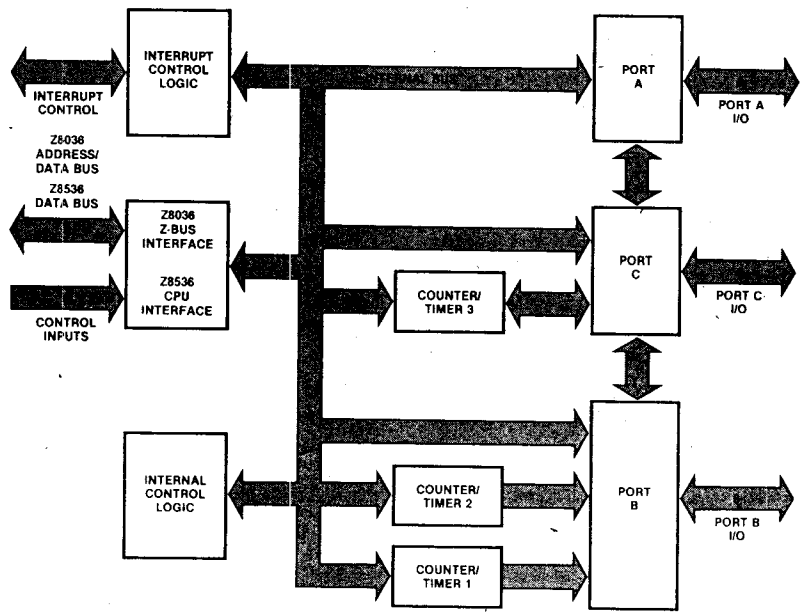 INTERRUPT
CONTROL
LOGIC
INTERNAL BUS
PORT
A
INTERRUPT
CONTROL
PORT A
I/O
Z8036
ADDRESS/
DATA BUS
Z8536
DATA BUS
Z8036
Z-BUS
INTERFACE
Z8536
CPU
INTERFACE
CONTROL
INPUTS
PORT
C
PORT C
I/O
COUNTER/
TIMER 3
INTERNAL
CONTROL
LOGIC
COUNTER/
TIMER 2
PORT
B
PORT B
I/O
COUNTER/
TIMER 1